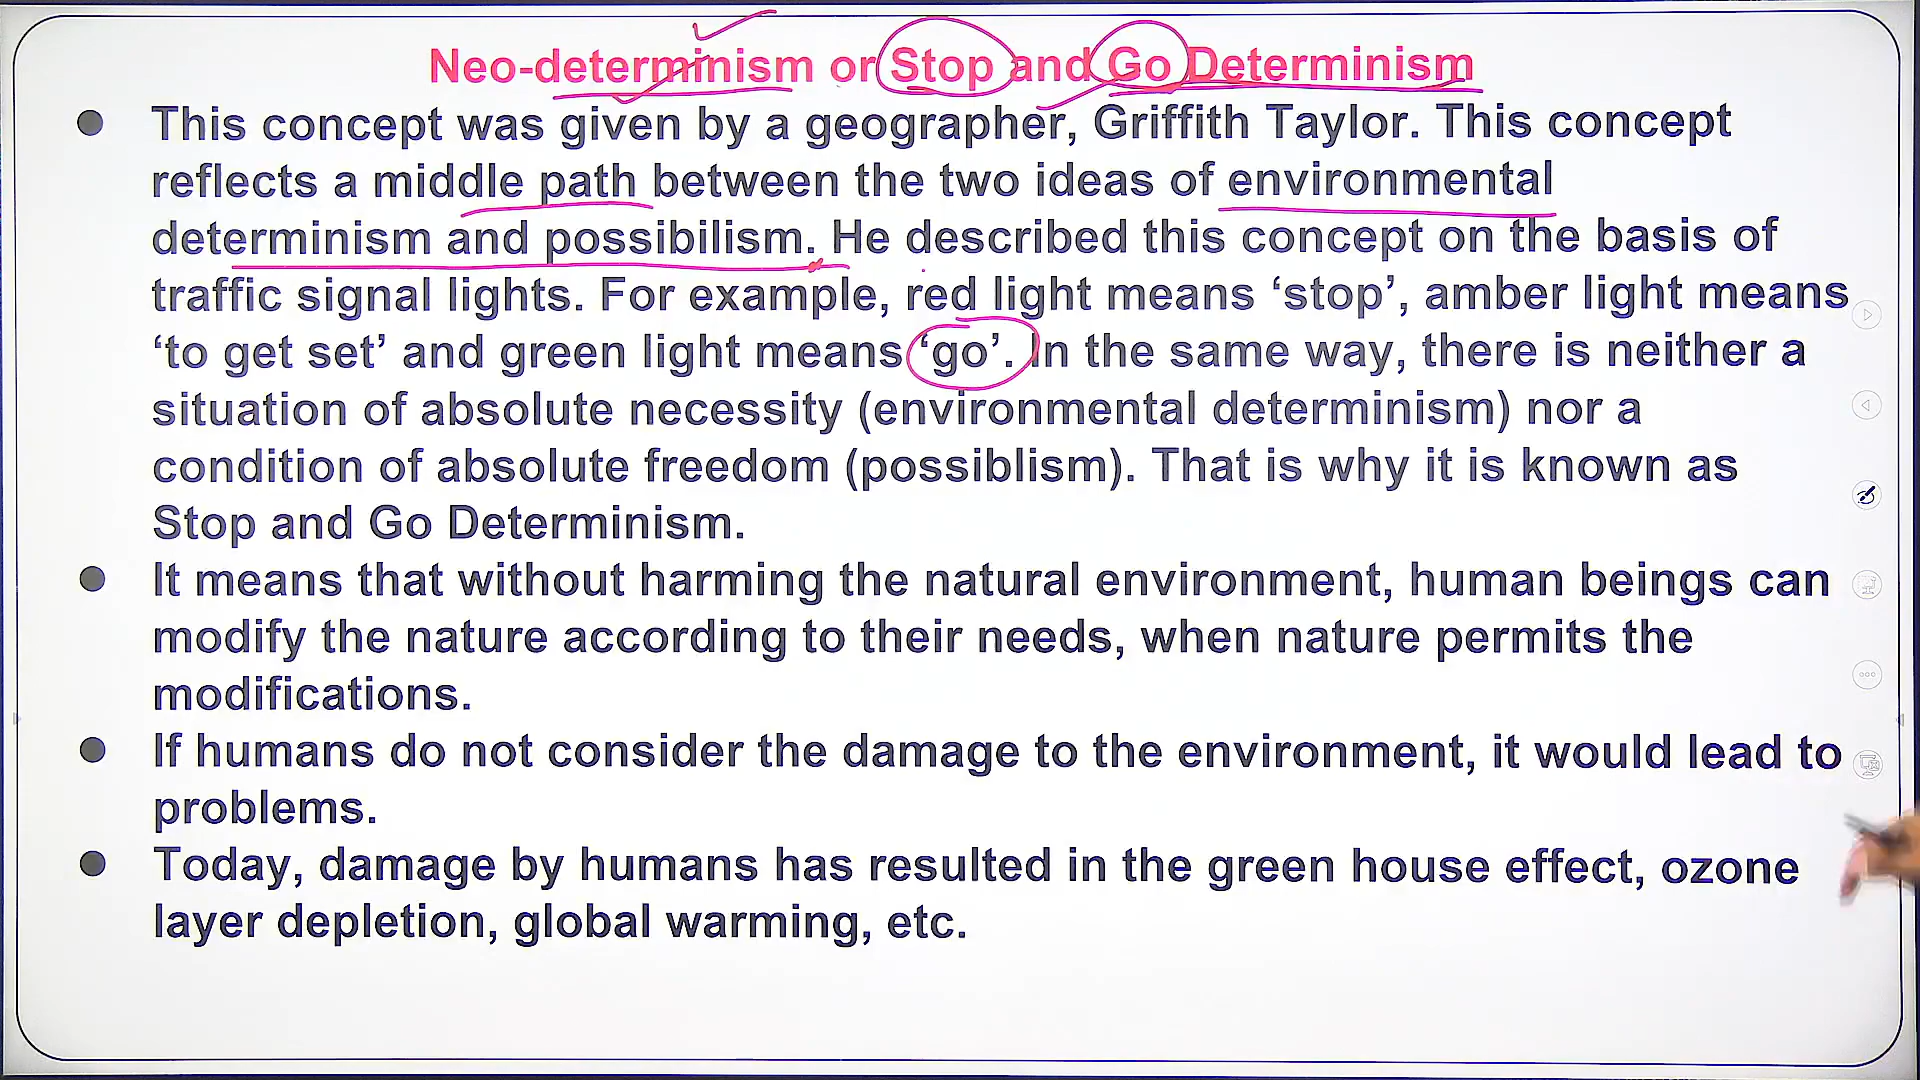 Neo-determinism or Stop and Go Determinism
● This concept was given by a geographer, Griffith Taylor. This concept
reflects a middle path between the two ideas of environmental
determinism and possibilism. He described this concept on the basis of
traffic signal lights. For example, red light means ‘stop’, amber light means
‘to get set’ and green light means ‘go’. In the same way, there is neither a
situation of absolute necessity (environmental determinism) nor a
condition of absolute freedom (possiblism). That is why it is known as
Stop and Go Determinism.
● It means that without harming the natural environment, human beings can
modify the nature according to their needs, when nature permits the
modifications.
● If humans do not consider the damage to the environment, it would lead to
problems.
● Today, damage by humans has resulted in the green house effect, ozone
layer depletion, global warming, etc.